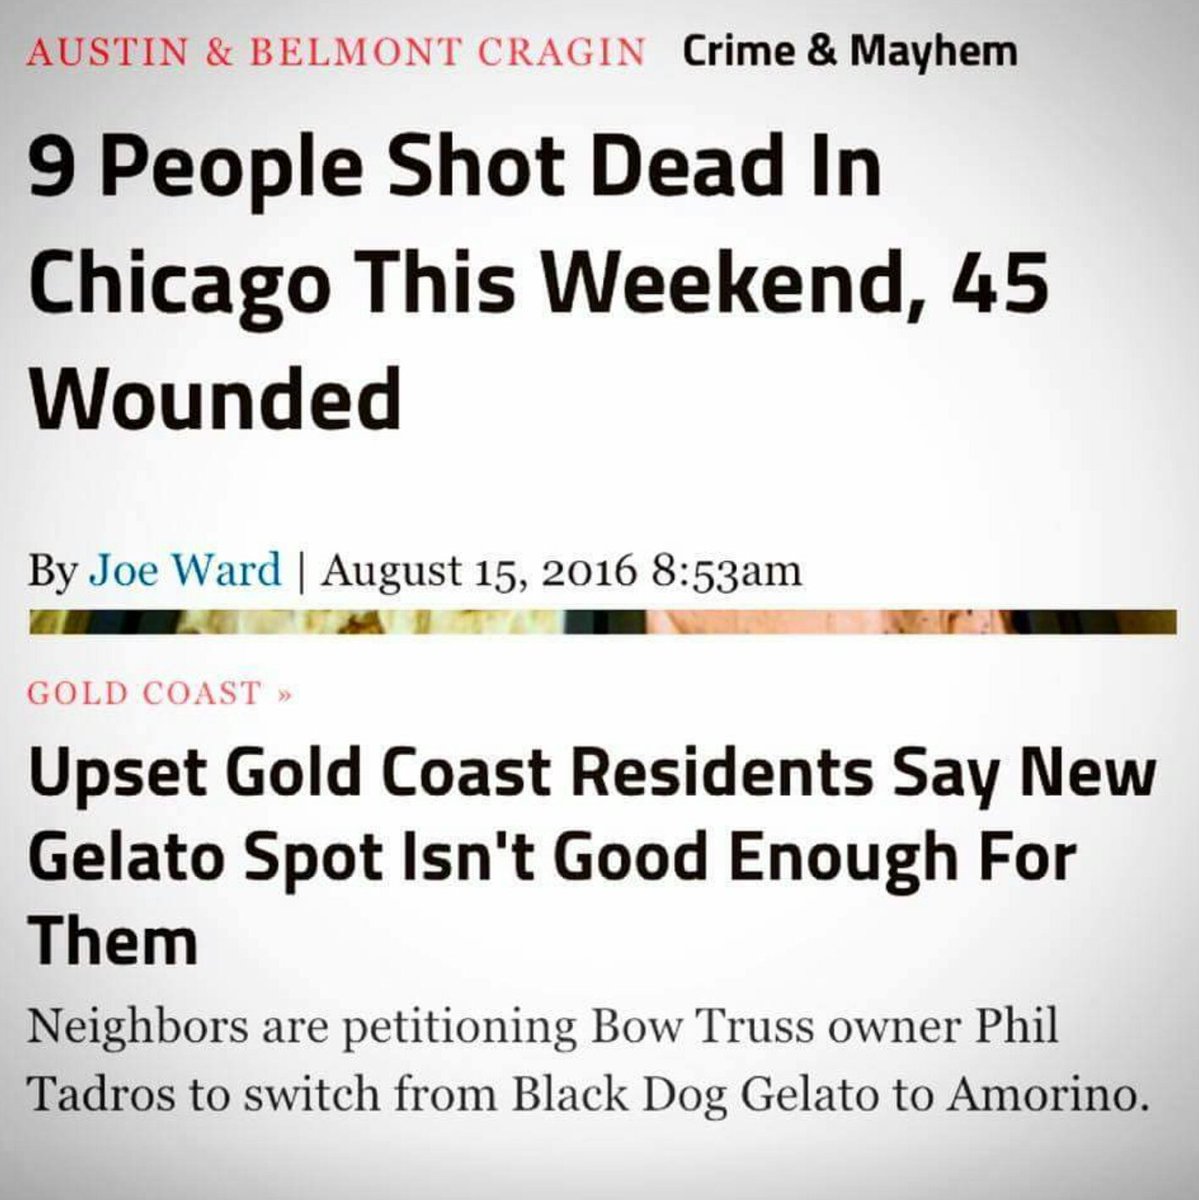 AUSTIN & BELMONT CRAGIN Crime & Mayhem
9 People Shot Dead In
Chicago This Weekend, 45
Wounded
By Joe Ward | August 15, 2016 8:53am
GOLD COAST »
Upset Gold Coast Residents Say New
Gelato Spot Isn't Good Enough For
Them
Neighbors are petitioning Bow Truss owner Phil
Tadros to switch from Black Dog Gelato to Amorino.